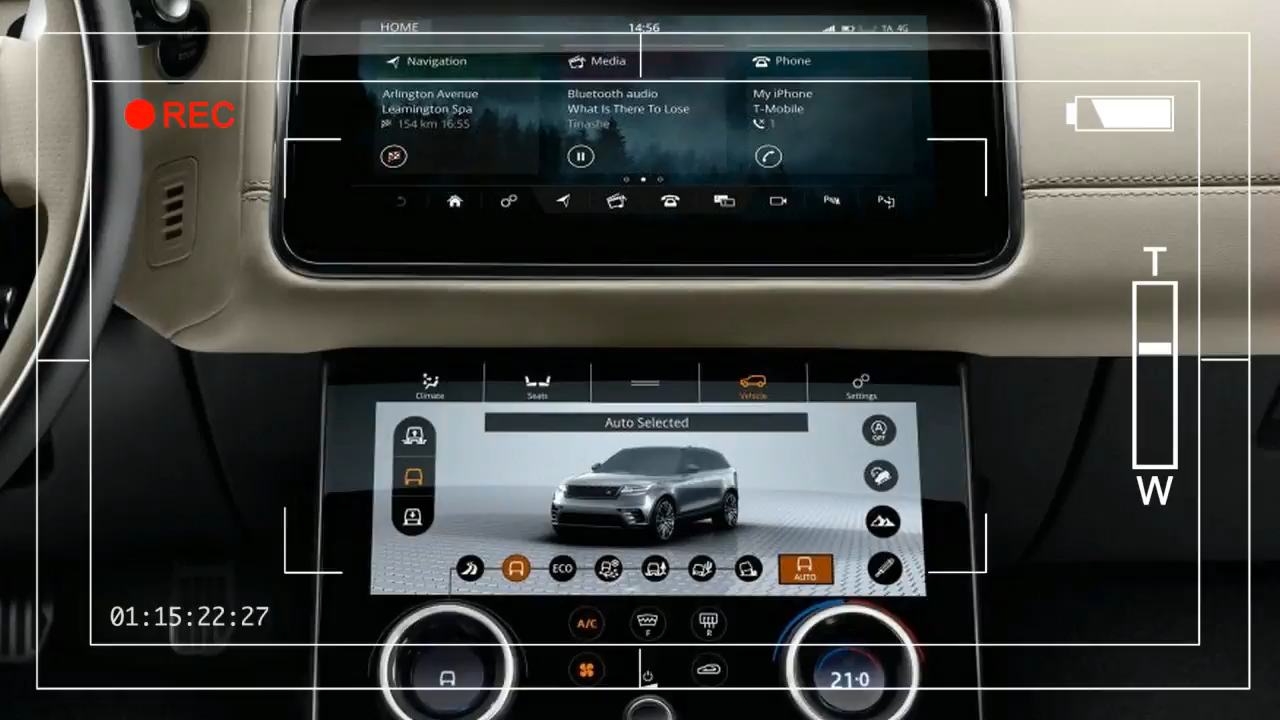 HOME 14:56 TA 4G
Navigation Media Phone
Arlington Avenue Bluetooth audio My iPhone
Leamington Spa What Is There To Lose T-Mobile
154 km 16:55 Tinashe 1
REC
T
W
Climate Seats Vehicle Settings
Auto Selected
OFF
ECO
AUTO
01:15:22:27
A/C F R
21·0